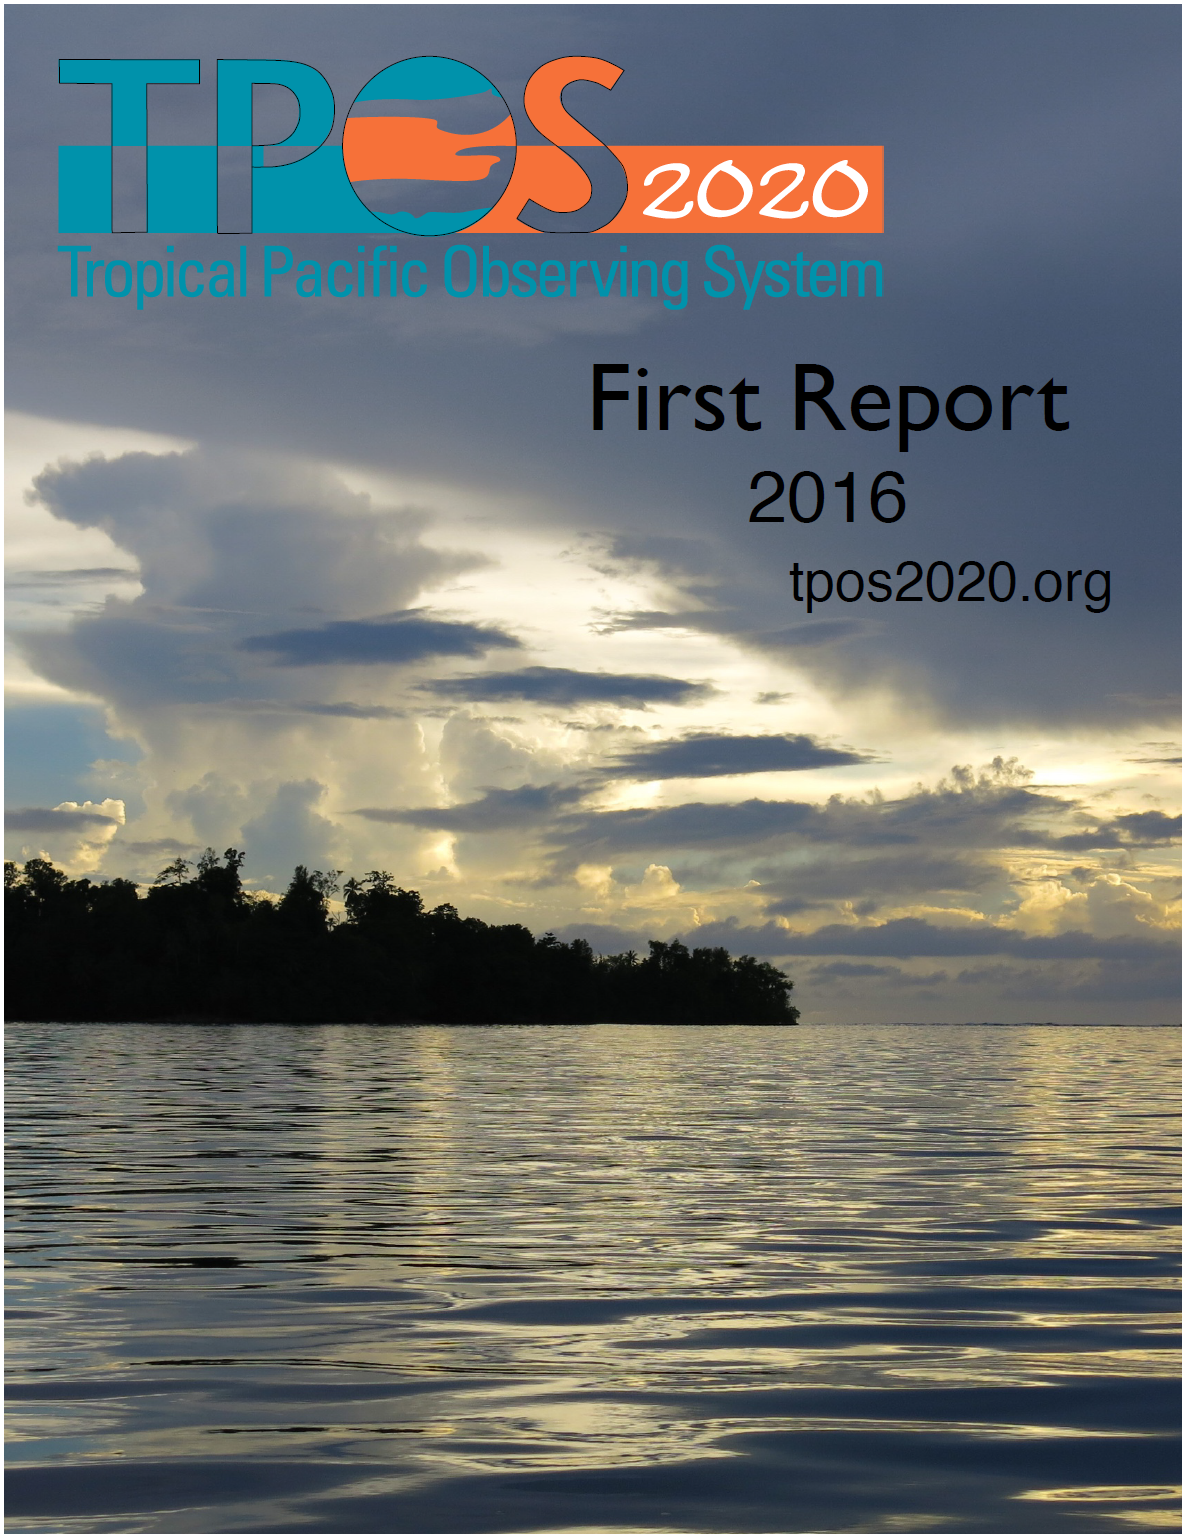 TPOS 2020
Tropical Pacific Observing System
First Report
2016
tpos2020.org